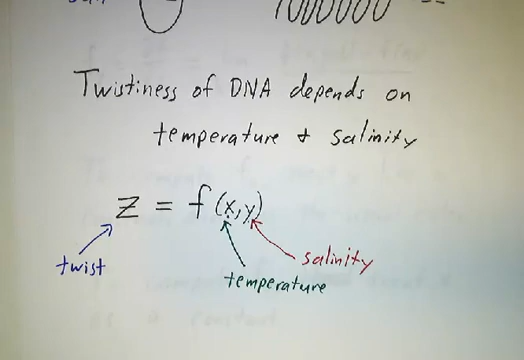 Twistiness of DNA depends on
temperature + salinity
z = f(x,y)
twist
salinity
temperature